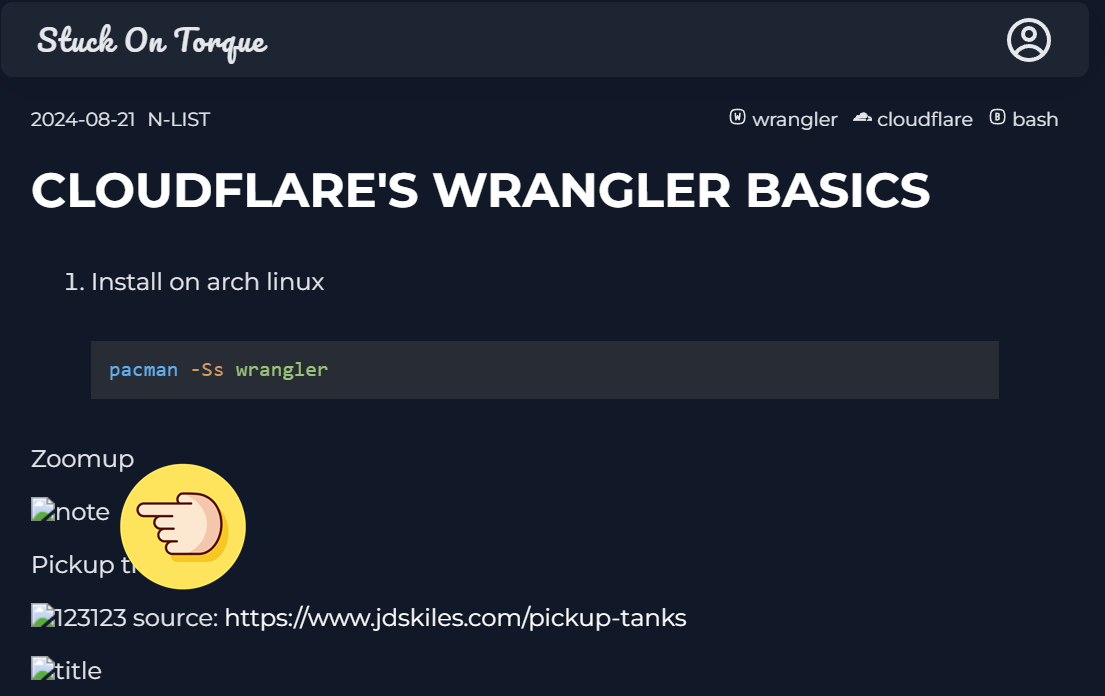 Stuck On Torque
2024-08-21 N-LIST
wrangler cloudflare bash
CLOUDFLARE'S WRANGLER BASICS
1. Install on arch linux
pacman -Ss wrangler
Zoomup
note
Pickup
123123 source: https://www.jdskiles.com/pickup-tanks
title